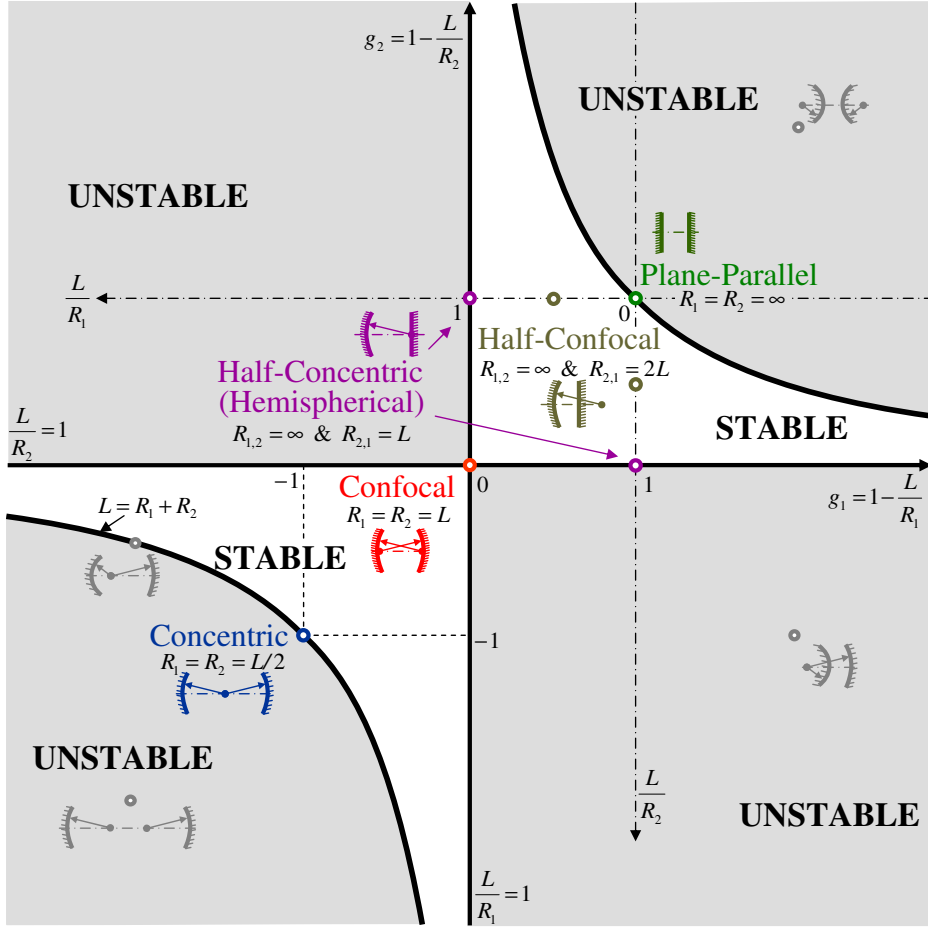 g₂ = 1 − L/R₂
UNSTABLE
UNSTABLE
Plane-Parallel
R₁ = R₂ = ∞
L/R₁
1
0
Half-Confocal
R₁,₂ = ∞ & R₂,₁ = 2L
Half-Concentric
(Hemispherical)
R₁,₂ = ∞ & R₂,₁ = L
L/R₂ = 1
STABLE
−1
0
1
g₁ = 1 − L/R₁
Confocal
R₁ = R₂ = L
L = R₁ + R₂
STABLE
Concentric
R₁ = R₂ = L/2
−1
UNSTABLE
L/R₂
UNSTABLE
L/R₁ = 1